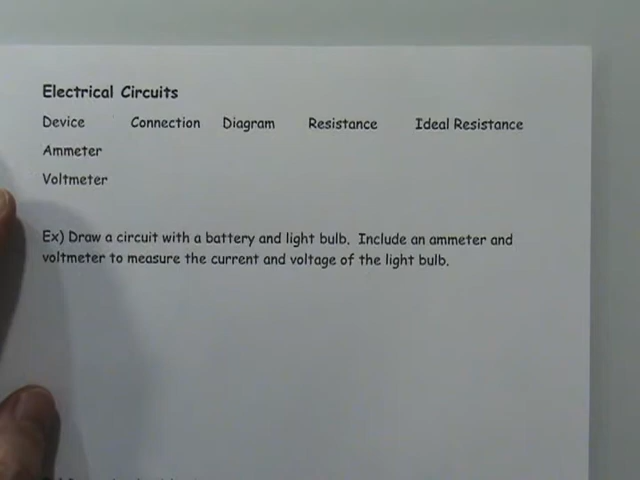 Electrical Circuits
Device Connection Diagram Resistance Ideal Resistance
Ammeter
Voltmeter
Ex) Draw a circuit with a battery and light bulb. Include an ammeter and
voltmeter to measure the current and voltage of the light bulb.